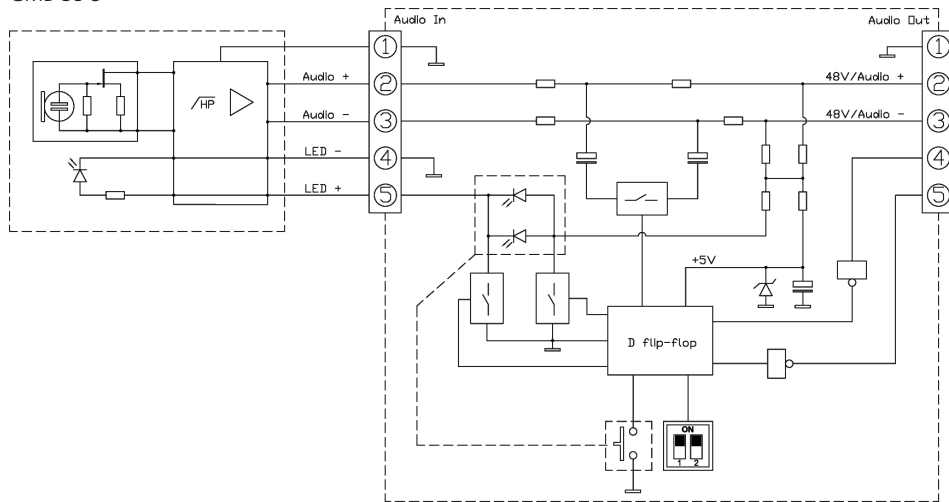 Audio In
Audio Out
1
1
Audio +
2
48V/Audio +
2
/HP
Audio -
3
48V/Audio -
3
LED -
4
4
LED +
5
5
+5V
D flip-flop
ON
1 2